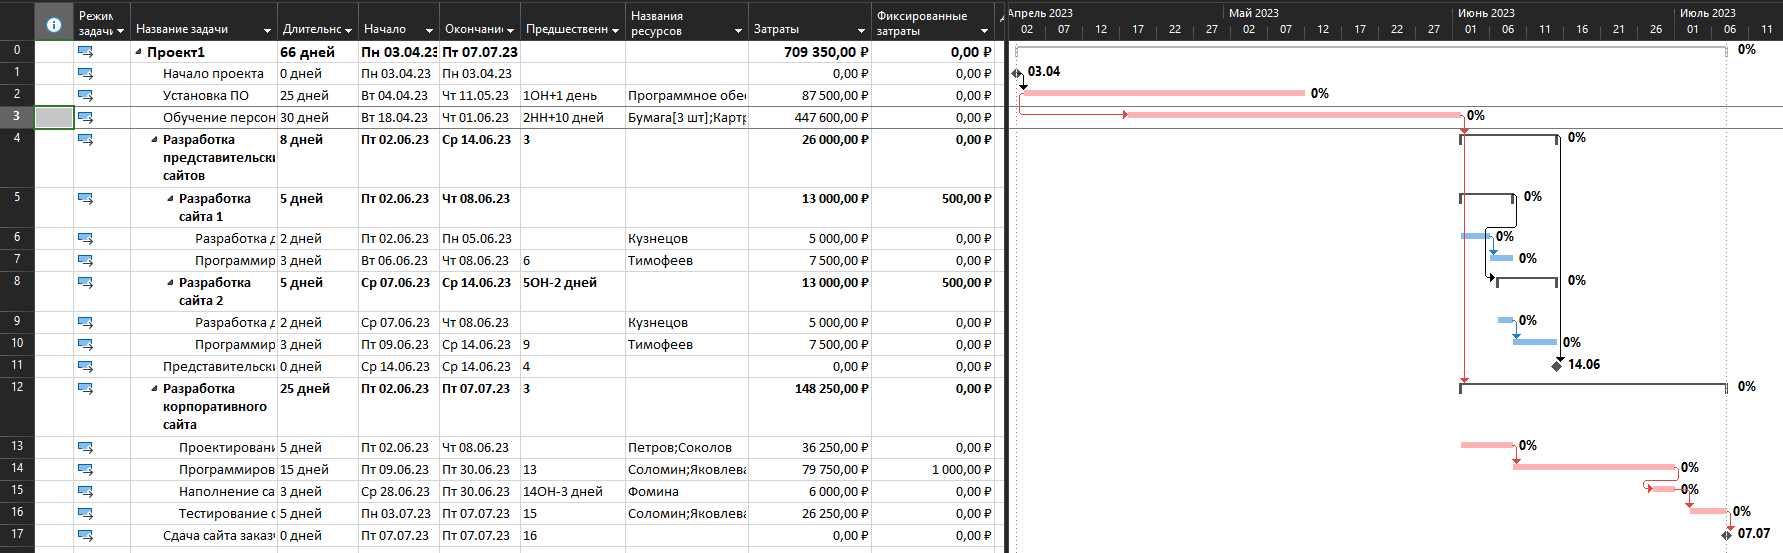 Режим задачи Название задачи Длительнс Начало Окончани Предшественн Названия ресурсов Затраты Фиксированные затраты
Апрель 2023 Май 2023 Июнь 2023 Июль 2023
02 07 12 17 22 27 02 07 12 17 22 27 01 06 11 16 21 26 01 06 11
0 Проект1 66 дней Пн 03.04.23 Пт 07.07.23 709 350,00 ₽ 0,00 ₽ 0%
1 Начало проекта 0 дней Пн 03.04.23 Пн 03.04.23 0,00 ₽ 0,00 ₽ 03.04
2 Установка ПО 25 дней Вт 04.04.23 Чт 11.05.23 1ОН+1 день Программное обес 87 500,00 ₽ 0,00 ₽ 0%
3 Обучение персон 30 дней Вт 18.04.23 Чт 01.06.23 2НН+10 дней Бумага[3 шт];Картр 447 600,00 ₽ 0,00 ₽ 0%
4 Разработка представительски сайтов 8 дней Пт 02.06.23 Ср 14.06.23 3 26 000,00 ₽ 0,00 ₽ 0%
5 Разработка сайта 1 5 дней Пт 02.06.23 Чт 08.06.23 13 000,00 ₽ 500,00 ₽ 0%
6 Разработка д 2 дней Пт 02.06.23 Пн 05.06.23 Кузнецов 5 000,00 ₽ 0,00 ₽ 0%
7 Программир 3 дней Вт 06.06.23 Чт 08.06.23 6 Тимофеев 7 500,00 ₽ 0,00 ₽ 0%
8 Разработка сайта 2 5 дней Ср 07.06.23 Ср 14.06.23 5ОН-2 дней 13 000,00 ₽ 500,00 ₽ 0%
9 Разработка д 2 дней Ср 07.06.23 Чт 08.06.23 Кузнецов 5 000,00 ₽ 0,00 ₽ 0%
10 Программир 3 дней Пт 09.06.23 Ср 14.06.23 9 Тимофеев 7 500,00 ₽ 0,00 ₽ 0%
11 Представительски 0 дней Ср 14.06.23 Ср 14.06.23 4 0,00 ₽ 0,00 ₽ 14.06
12 Разработка корпоративного сайта 25 дней Пт 02.06.23 Пт 07.07.23 3 148 250,00 ₽ 0,00 ₽ 0%
13 Проектировани 5 дней Пт 02.06.23 Чт 08.06.23 Петров;Соколов 36 250,00 ₽ 0,00 ₽ 0%
14 Программиров 15 дней Пт 09.06.23 Пт 30.06.23 13 Соломин;Яковлева 79 750,00 ₽ 1 000,00 ₽ 0%
15 Наполнение са 3 дней Ср 28.06.23 Пт 30.06.23 14ОН-3 дней Фомина 6 000,00 ₽ 0,00 ₽ 0%
16 Тестирование с 5 дней Пн 03.07.23 Пт 07.07.23 15 Соломин;Яковлева 26 250,00 ₽ 0,00 ₽ 0%
17 Сдача сайта заказ 0 дней Пт 07.07.23 Пт 07.07.23 16 0,00 ₽ 0,00 ₽ 07.07